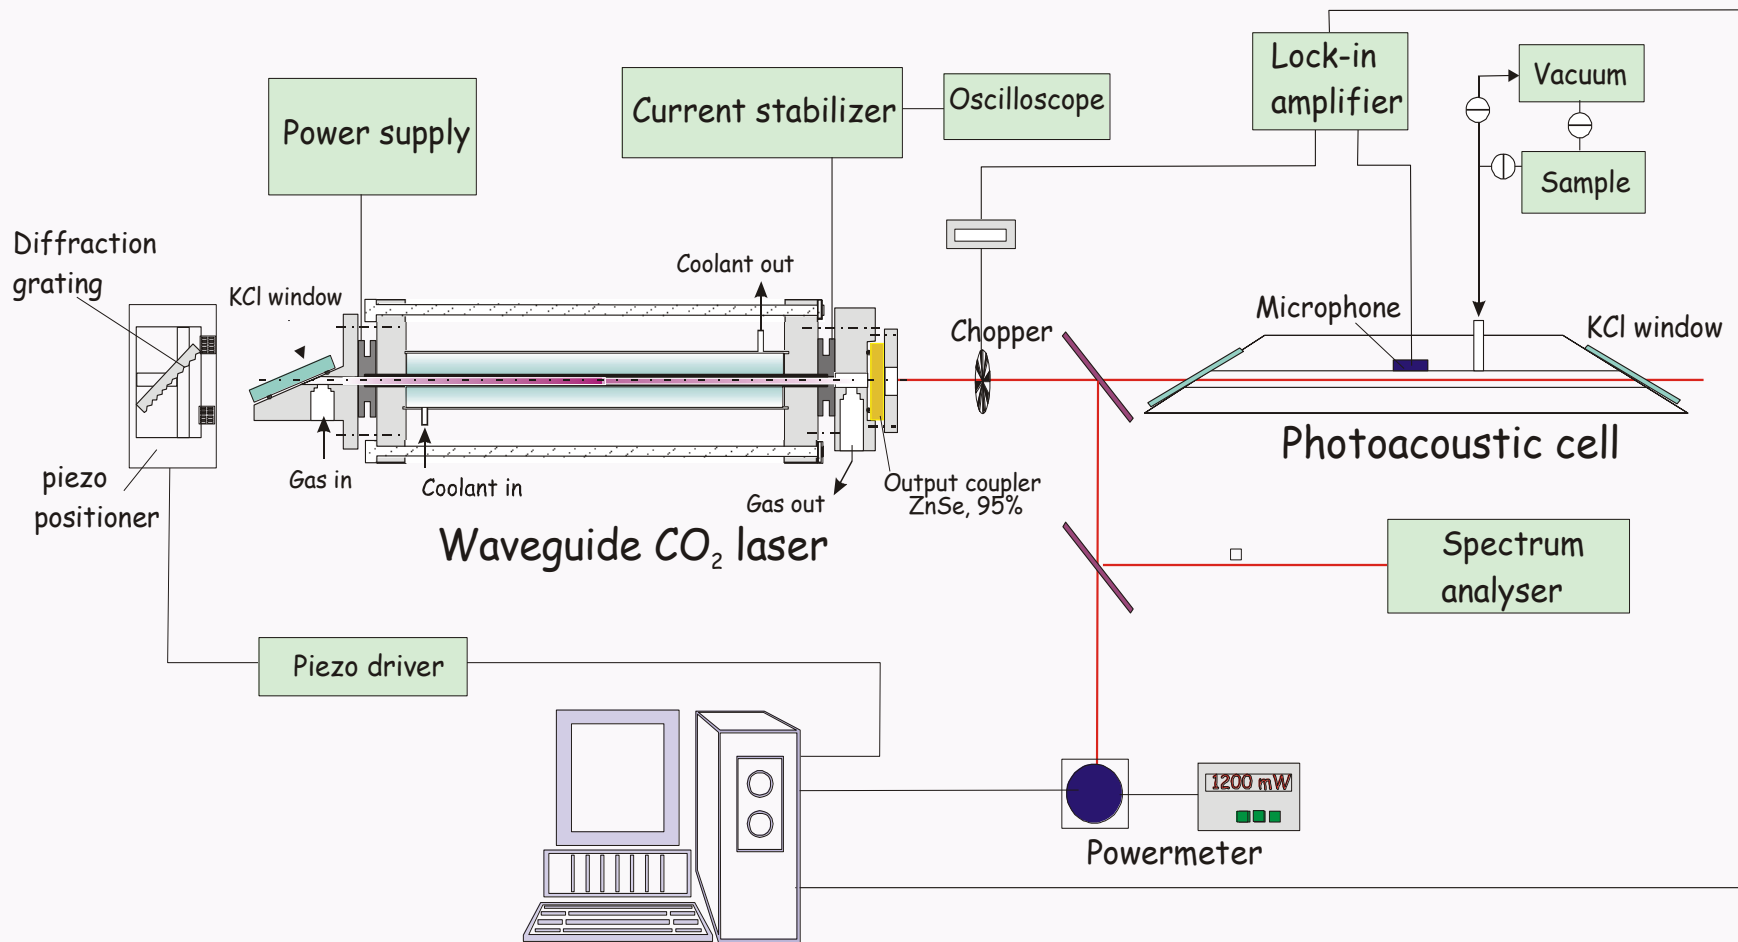 Lock-in
amplifier
Vacuum
Power supply
Current stabilizer
Oscilloscope
Sample
Diffraction
grating
KCl window
Coolant out
Chopper
Microphone
KCl window
Photoacoustic cell
piezo
positioner
Gas in
Coolant in
Gas out
Output coupler
ZnSe, 95%
Waveguide CO₂ laser
Spectrum
analyser
Piezo driver
1200 mW
Powermeter